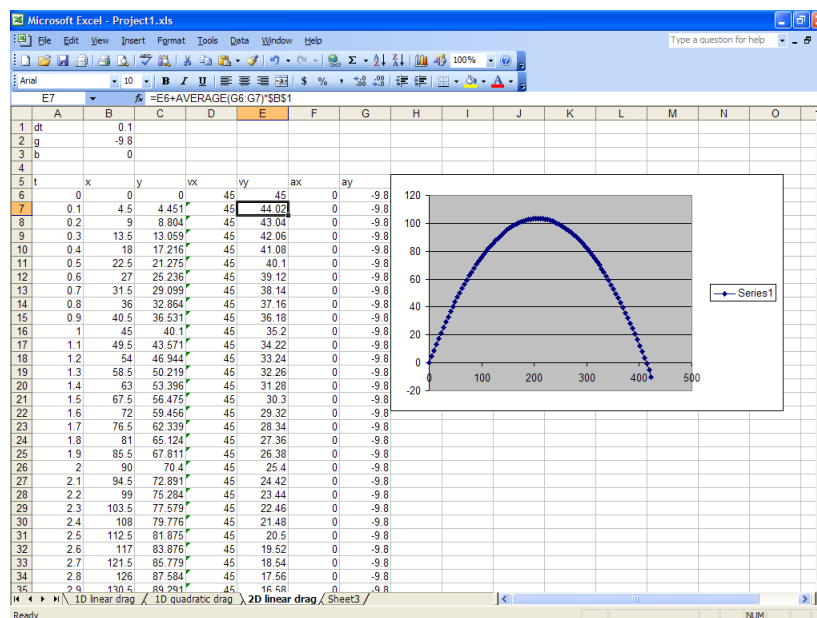 Microsoft Excel - Project1.xls
File Edit View Insert Format Tools Data Window Help Type a question for help
100%
Arial 10 B I U $ % ,
E7 fx =E6+AVERAGE(G6:G7)*$B$1
A B C D E F G H I J K L M N O
1 dt 0.1
2 g -9.8
3 b 0
4
5 t x y vx vy ax ay
6 0 0 0 45 45 0 -9.8
7 0.1 4.5 4.451 45 44.02 0 -9.8
8 0.2 9 8.804 45 43.04 0 -9.8
9 0.3 13.5 13.059 45 42.06 0 -9.8
10 0.4 18 17.216 45 41.08 0 -9.8
11 0.5 22.5 21.275 45 40.1 0 -9.8
12 0.6 27 25.236 45 39.12 0 -9.8
13 0.7 31.5 29.099 45 38.14 0 -9.8
14 0.8 36 32.864 45 37.16 0 -9.8
15 0.9 40.5 36.531 45 36.18 0 -9.8
16 1 45 40.1 45 35.2 0 -9.8
17 1.1 49.5 43.571 45 34.22 0 -9.8
18 1.2 54 46.944 45 33.24 0 -9.8
19 1.3 58.5 50.219 45 32.26 0 -9.8
20 1.4 63 53.396 45 31.28 0 -9.8
21 1.5 67.5 56.475 45 30.3 0 -9.8
22 1.6 72 59.456 45 29.32 0 -9.8
23 1.7 76.5 62.339 45 28.34 0 -9.8
24 1.8 81 65.124 45 27.36 0 -9.8
25 1.9 85.5 67.811 45 26.38 0 -9.8
26 2 90 70.4 45 25.4 0 -9.8
27 2.1 94.5 72.891 45 24.42 0 -9.8
28 2.2 99 75.284 45 23.44 0 -9.8
29 2.3 103.5 77.579 45 22.46 0 -9.8
30 2.4 108 79.776 45 21.48 0 -9.8
31 2.5 112.5 81.875 45 20.5 0 -9.8
32 2.6 117 83.876 45 19.52 0 -9.8
33 2.7 121.5 85.779 45 18.54 0 -9.8
34 2.8 126 87.584 45 17.56 0 -9.8
35 2.9 130.5 89.291 45 16.58 0 -9.8
120
100
80
60
40
20
0
-20
0 100 200 300 400 500
Series1
1D linear drag 1D quadratic drag 2D linear drag Sheet3
Ready NUM